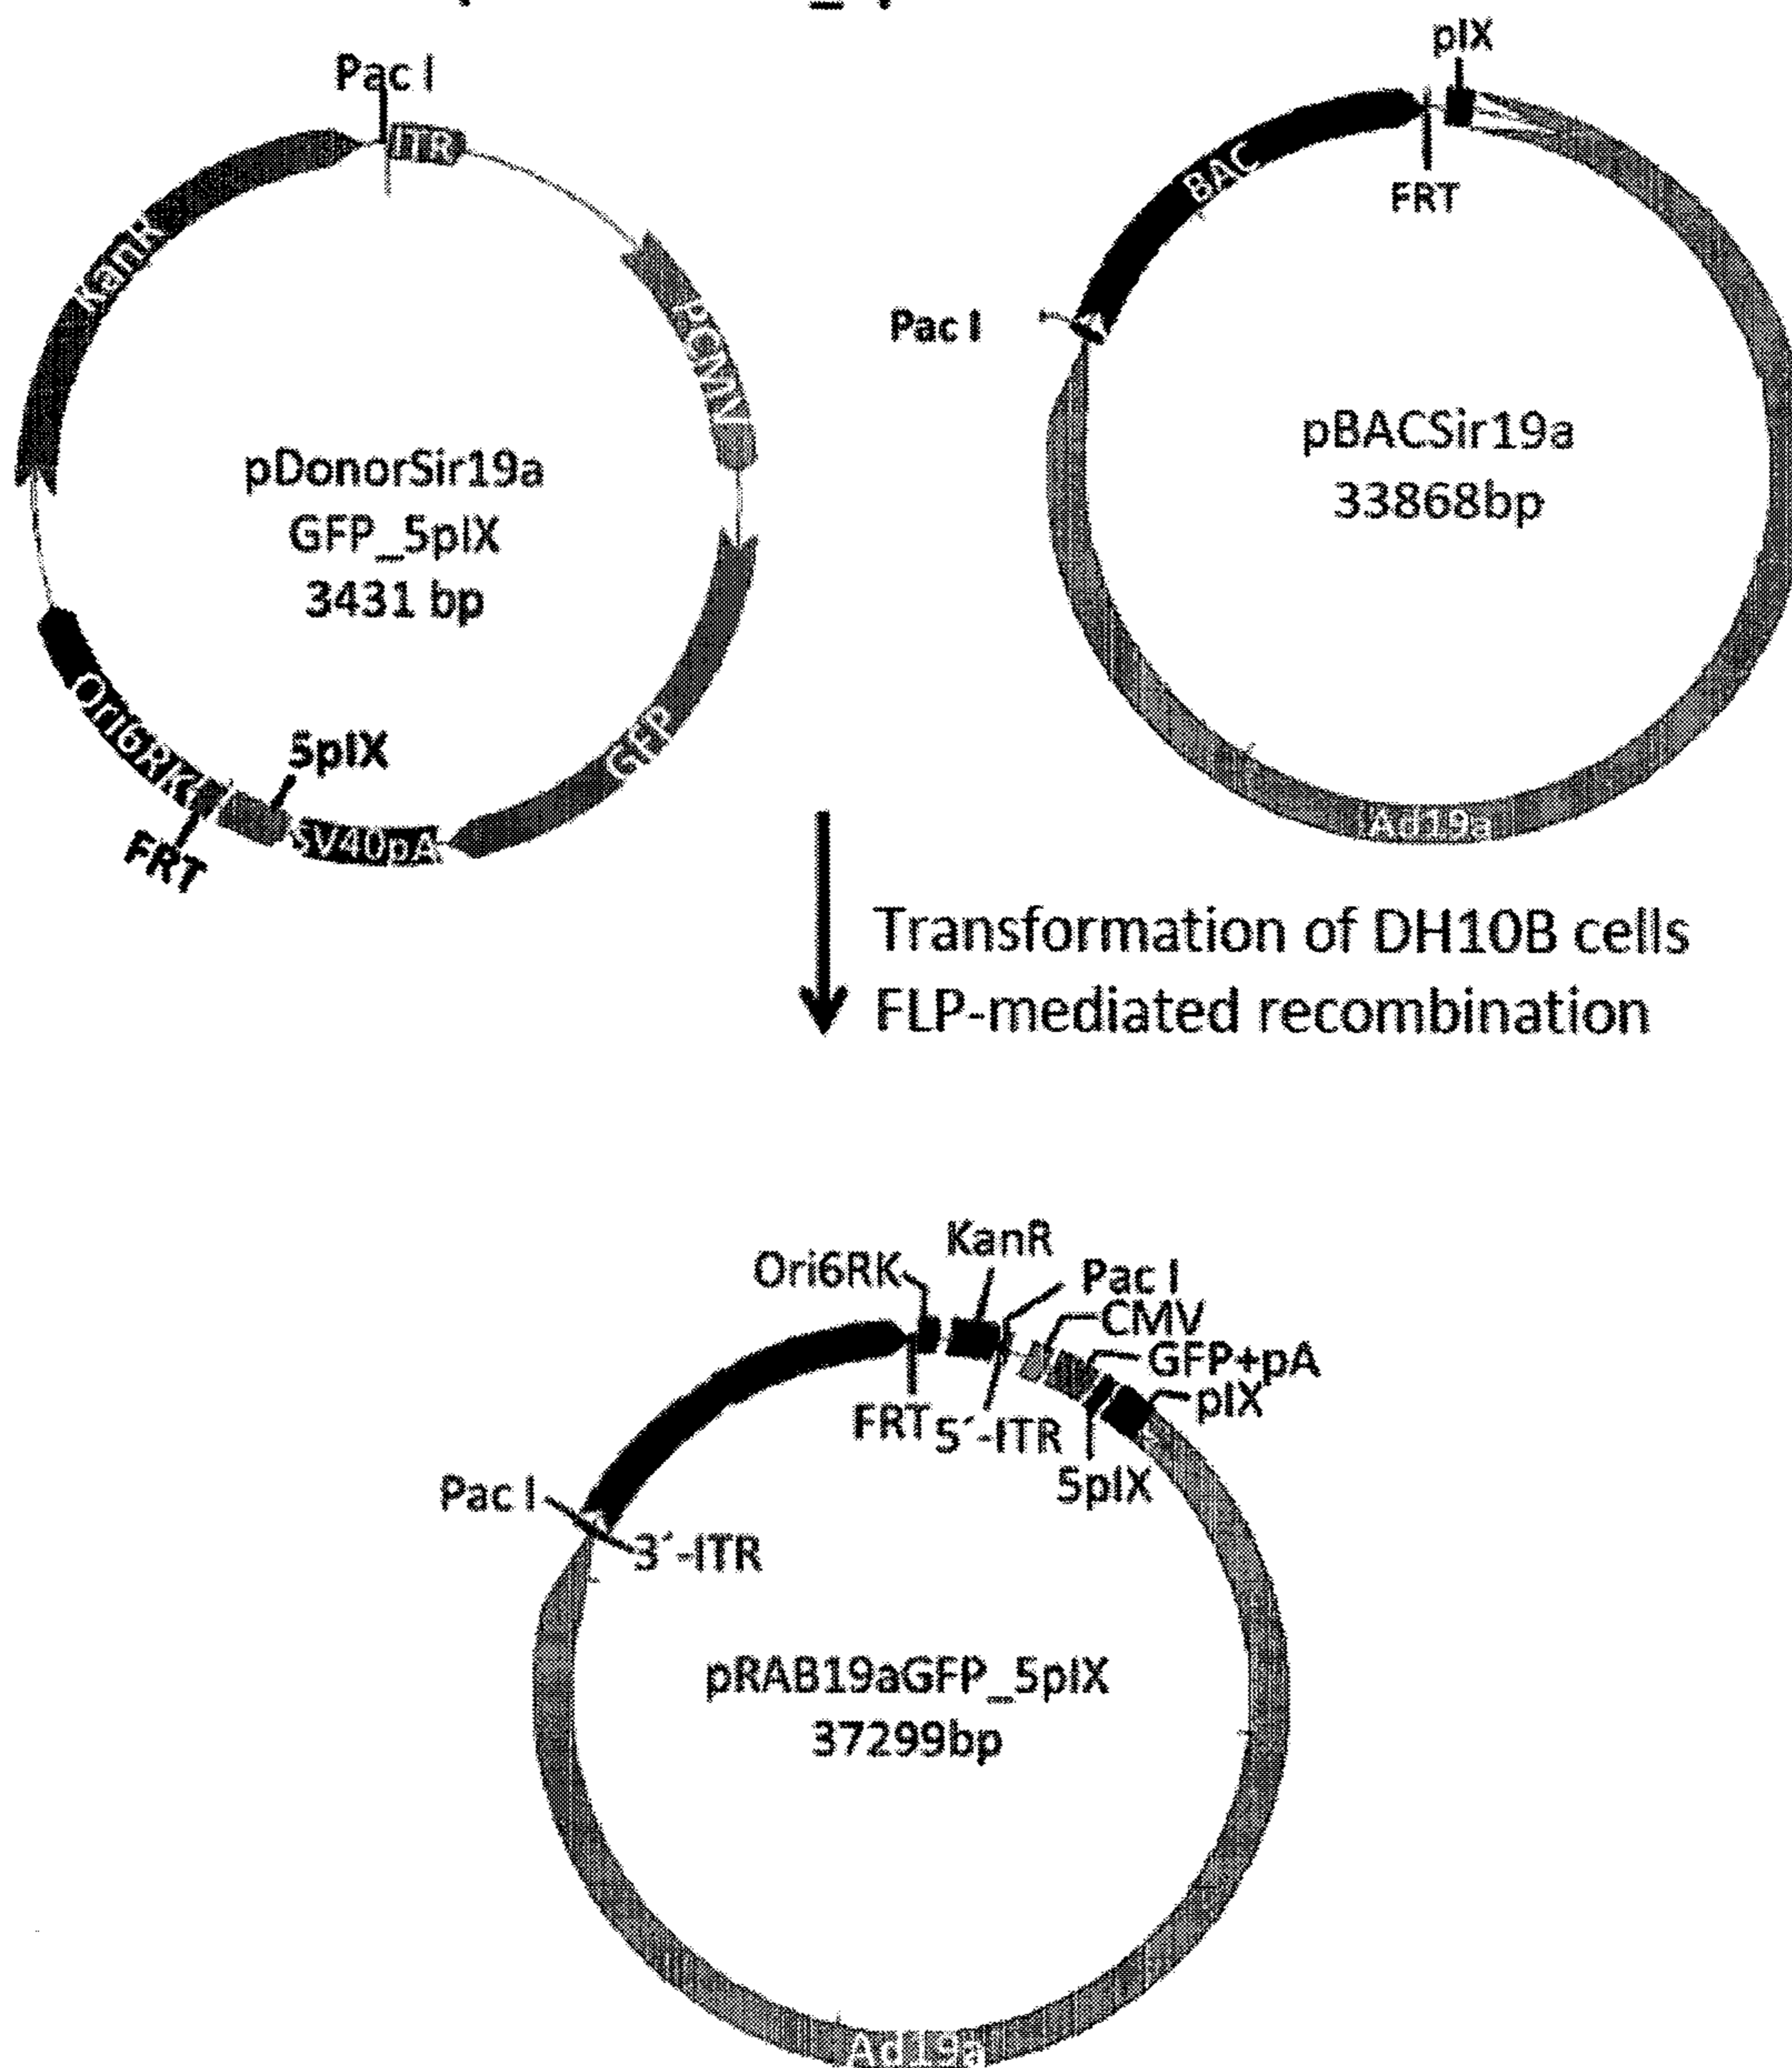 Pac I
ITR
KanR
PCMV
pDonorSir19a
GFP_5pIX
3431 bp
GFP
5pIX
Ori6RK
SV40pA
FRT
pIX
BAC
FRT
Pac I
pBACSir19a
33868bp
Ad19a
Transformation of DH10B cells
FLP-mediated recombination
KanR
Ori6RK
Pac I
CMV
GFP+pA
pIX
FRT
5´-ITR
5pIX
Pac I
3´-ITR
pRAB19aGFP_5pIX
37299bp
Ad19a